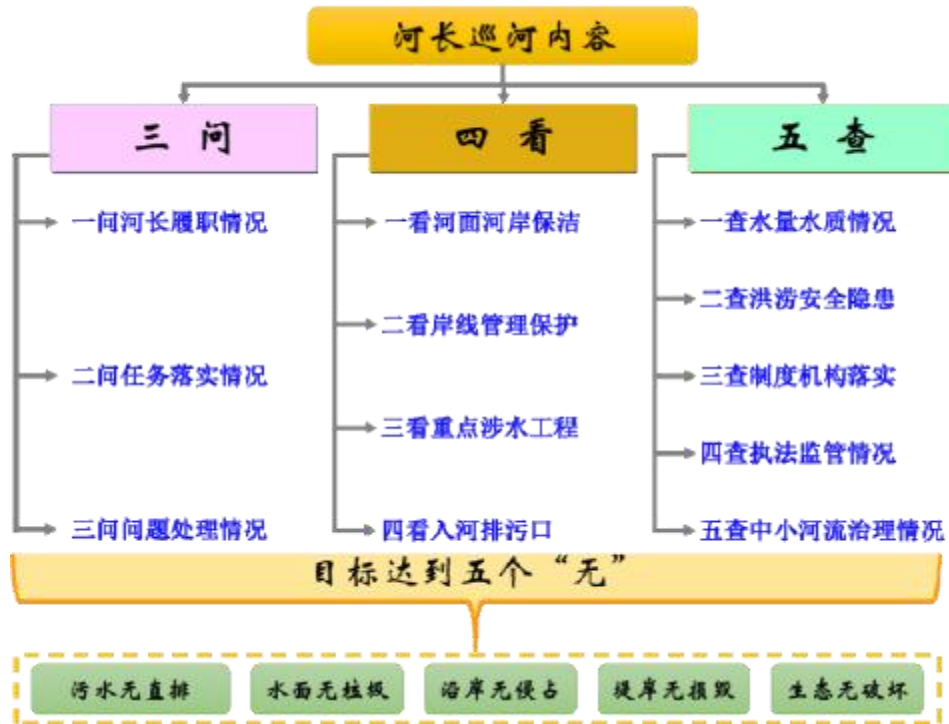 河长巡河内容
三问
一问河长履职情况
二问任务落实情况
三问问题处理情况
四看
一看河面河岸保洁
二看岸线管理保护
三看重点涉水工程
四看入河排污口
五查
一查水量水质情况
二查洪涝安全隐患
三查制度机构落实
四查执法监管情况
五查中小河流治理情况
目标达到五个“无”
污水无直排
水面无垃圾
沿岸无侵占
堤岸无损毁
生态无破坏